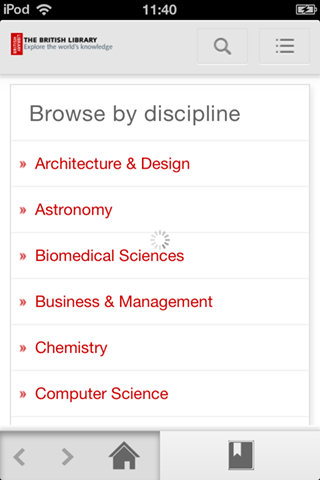 iPod 11:40
THE BRITISH LIBRARY
Explore the world's knowledge
Browse by discipline
» Architecture & Design
» Astronomy
» Biomedical Sciences
» Business & Management
» Chemistry
» Computer Science